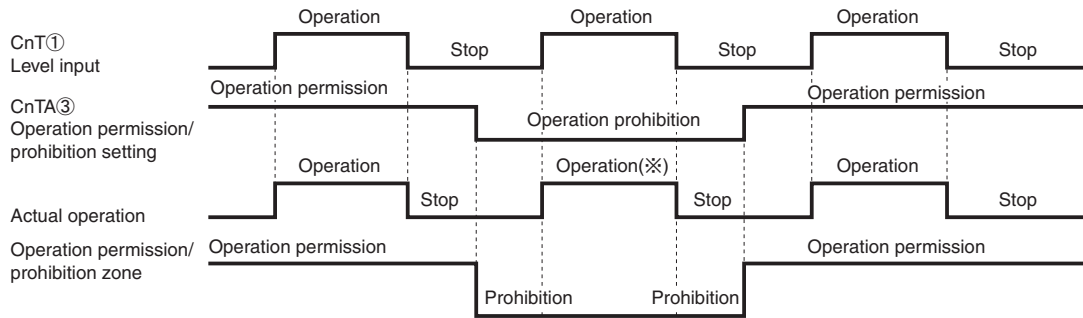 Operation Operation Operation
CnT① Stop Stop Stop
Level input
Operation permission Operation permission
CnTA③
Operation permission/ Operation prohibition
prohibition setting
Operation Operation(※) Operation
Actual operation Stop Stop Stop
Operation permission/ Operation permission Operation permission
prohibition zone
Prohibition Prohibition